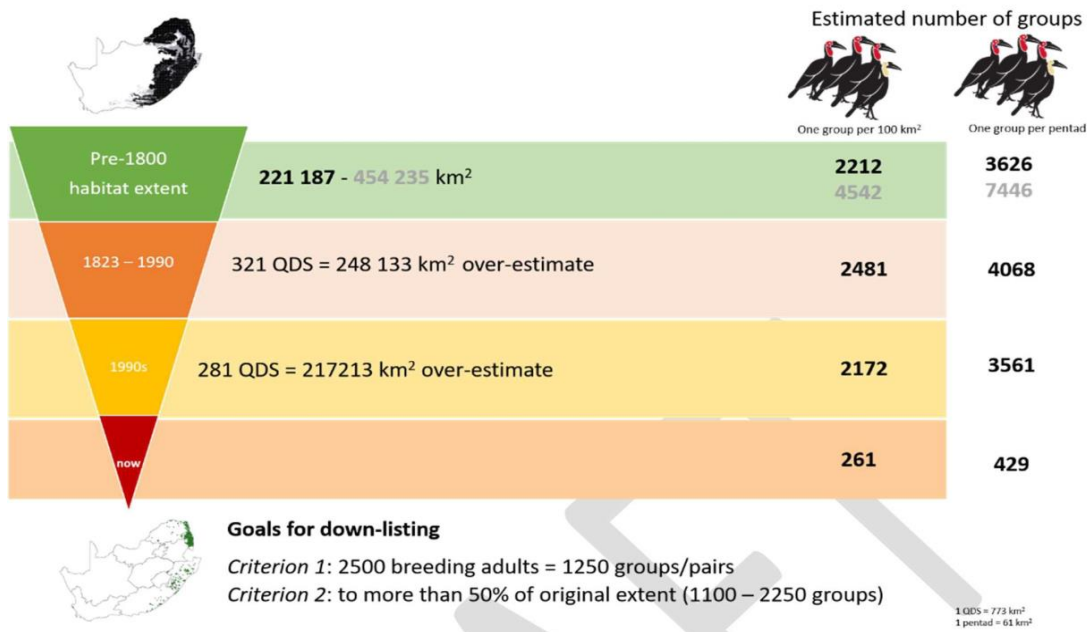 Estimated number of groups
One group per 100 km²
One group per pentad
Pre-1800
habitat extent
221 187 - 454 235 km²
2212
4542
3626
7446
1823 – 1990
321 QDS = 248 133 km² over-estimate
2481
4068
1990s
281 QDS = 217213 km² over-estimate
2172
3561
now
261
429
Goals for down-listing
Criterion 1: 2500 breeding adults = 1250 groups/pairs
Criterion 2: to more than 50% of original extent (1100 – 2250 groups)
1 QDS = 773 km²
1 pentad = 61 km²